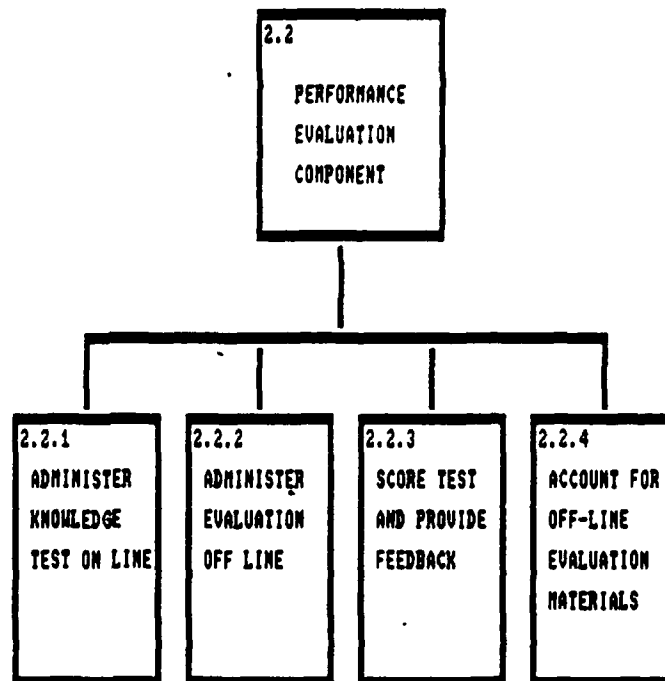 2.2
PERFORMANCE
EVALUATION
COMPONENT
2.2.1
ADMINISTER
KNOWLEDGE
TEST ON LINE
2.2.2
ADMINISTER
EVALUATION
OFF LINE
2.2.3
SCORE TEST
AND PROVIDE
FEEDBACK
2.2.4
ACCOUNT FOR
OFF-LINE
EVALUATION
MATERIALS